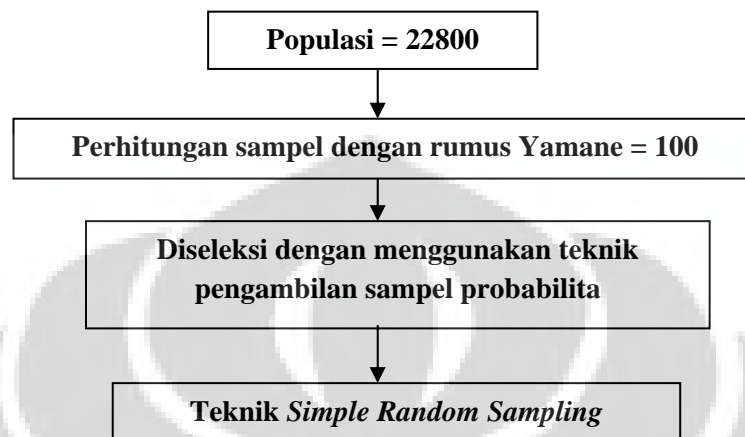 Populasi = 22800
Perhitungan sampel dengan rumus Yamane = 100
Diseleksi dengan menggunakan teknik
pengambilan sampel probabilita
Teknik Simple Random Sampling